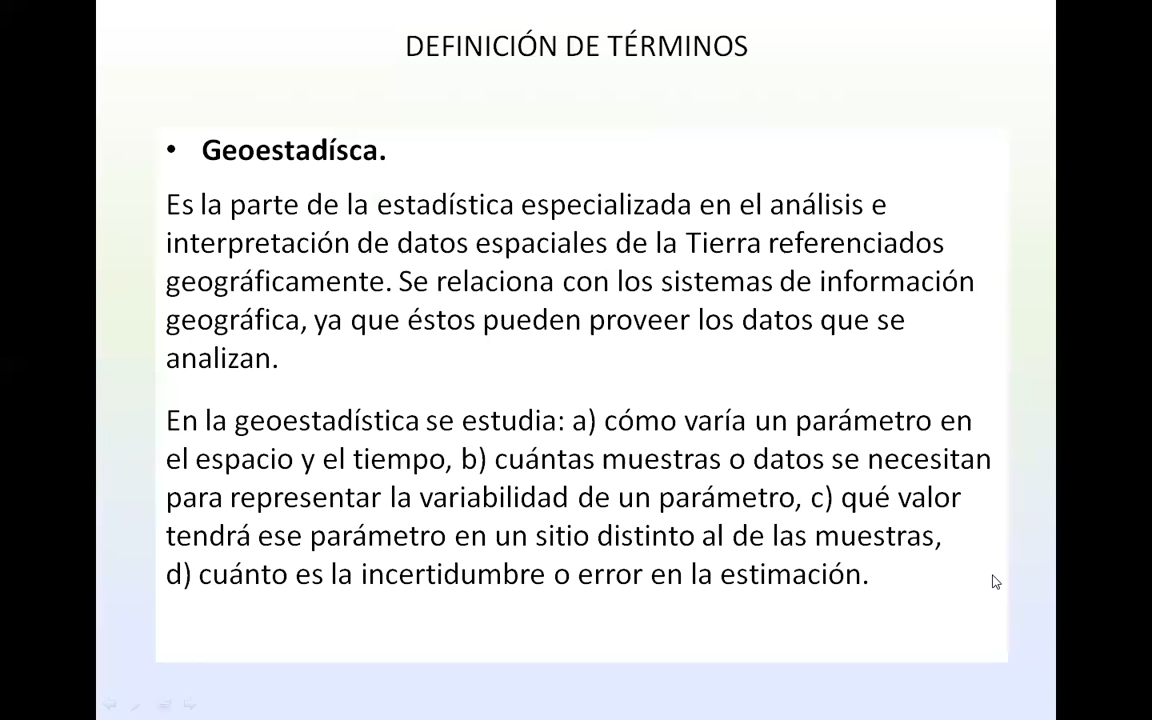 DEFINICIÓN DE TÉRMINOS
• Geoestadísca.
Es la parte de la estadística especializada en el análisis e
interpretación de datos espaciales de la Tierra referenciados
geográficamente. Se relaciona con los sistemas de información
geográfica, ya que éstos pueden proveer los datos que se
analizan.
En la geoestadística se estudia: a) cómo varía un parámetro en
el espacio y el tiempo, b) cuántas muestras o datos se necesitan
para representar la variabilidad de un parámetro, c) qué valor
tendrá ese parámetro en un sitio distinto al de las muestras,
d) cuánto es la incertidumbre o error en la estimación.